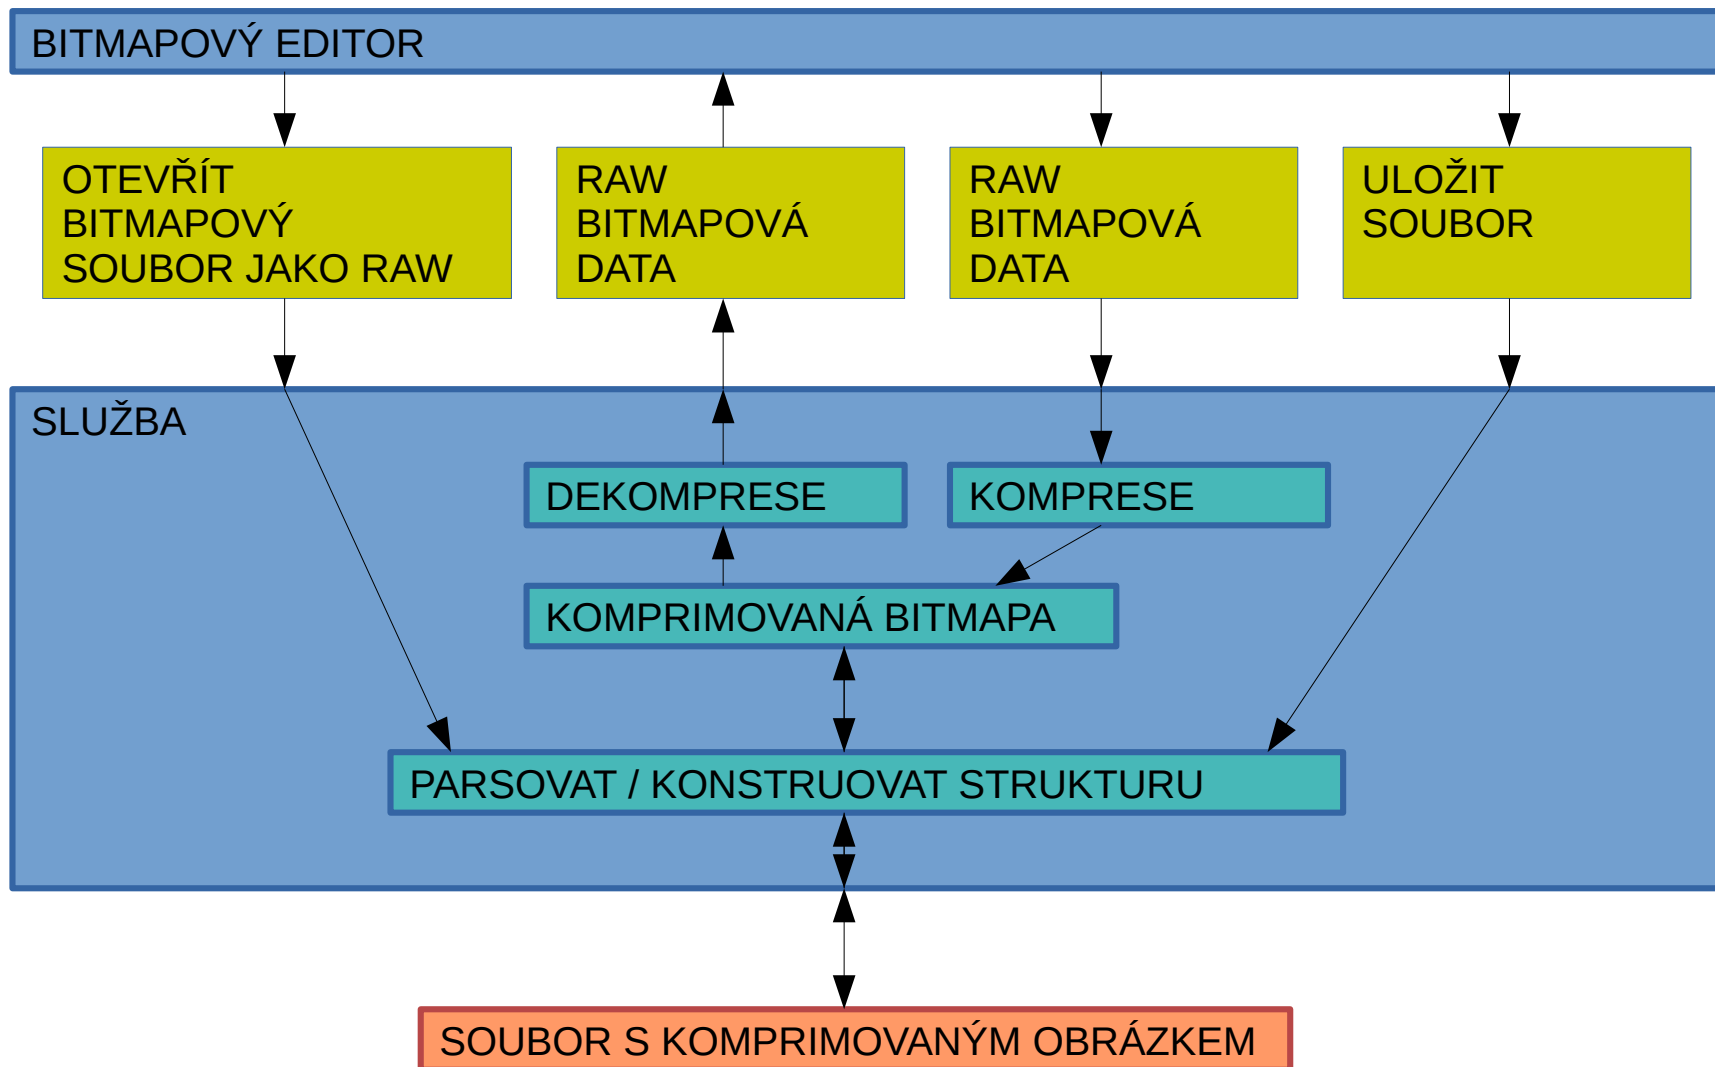 BITMAPOVÝ EDITOR
OTEVŘÍT
BITMAPOVÝ
SOUBOR JAKO RAW
RAW
BITMAPOVÁ
DATA
RAW
BITMAPOVÁ
DATA
ULOŽIT
SOUBOR
SLUŽBA
DEKOMPRESE
KOMPRESE
KOMPRIMOVANÁ BITMAPA
PARSOVAT / KONSTRUOVAT STRUKTURU
SOUBOR S KOMPRIMOVANÝM OBRÁZKEM